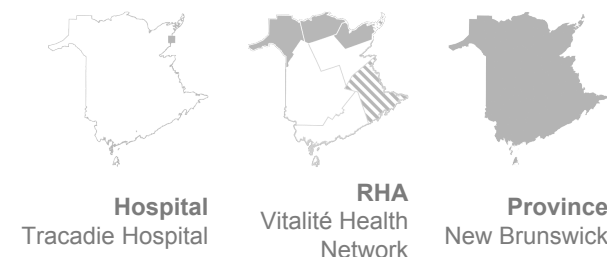 Hospital
Tracadie Hospital
RHA
Vitalité Health
Network
Province
New Brunswick